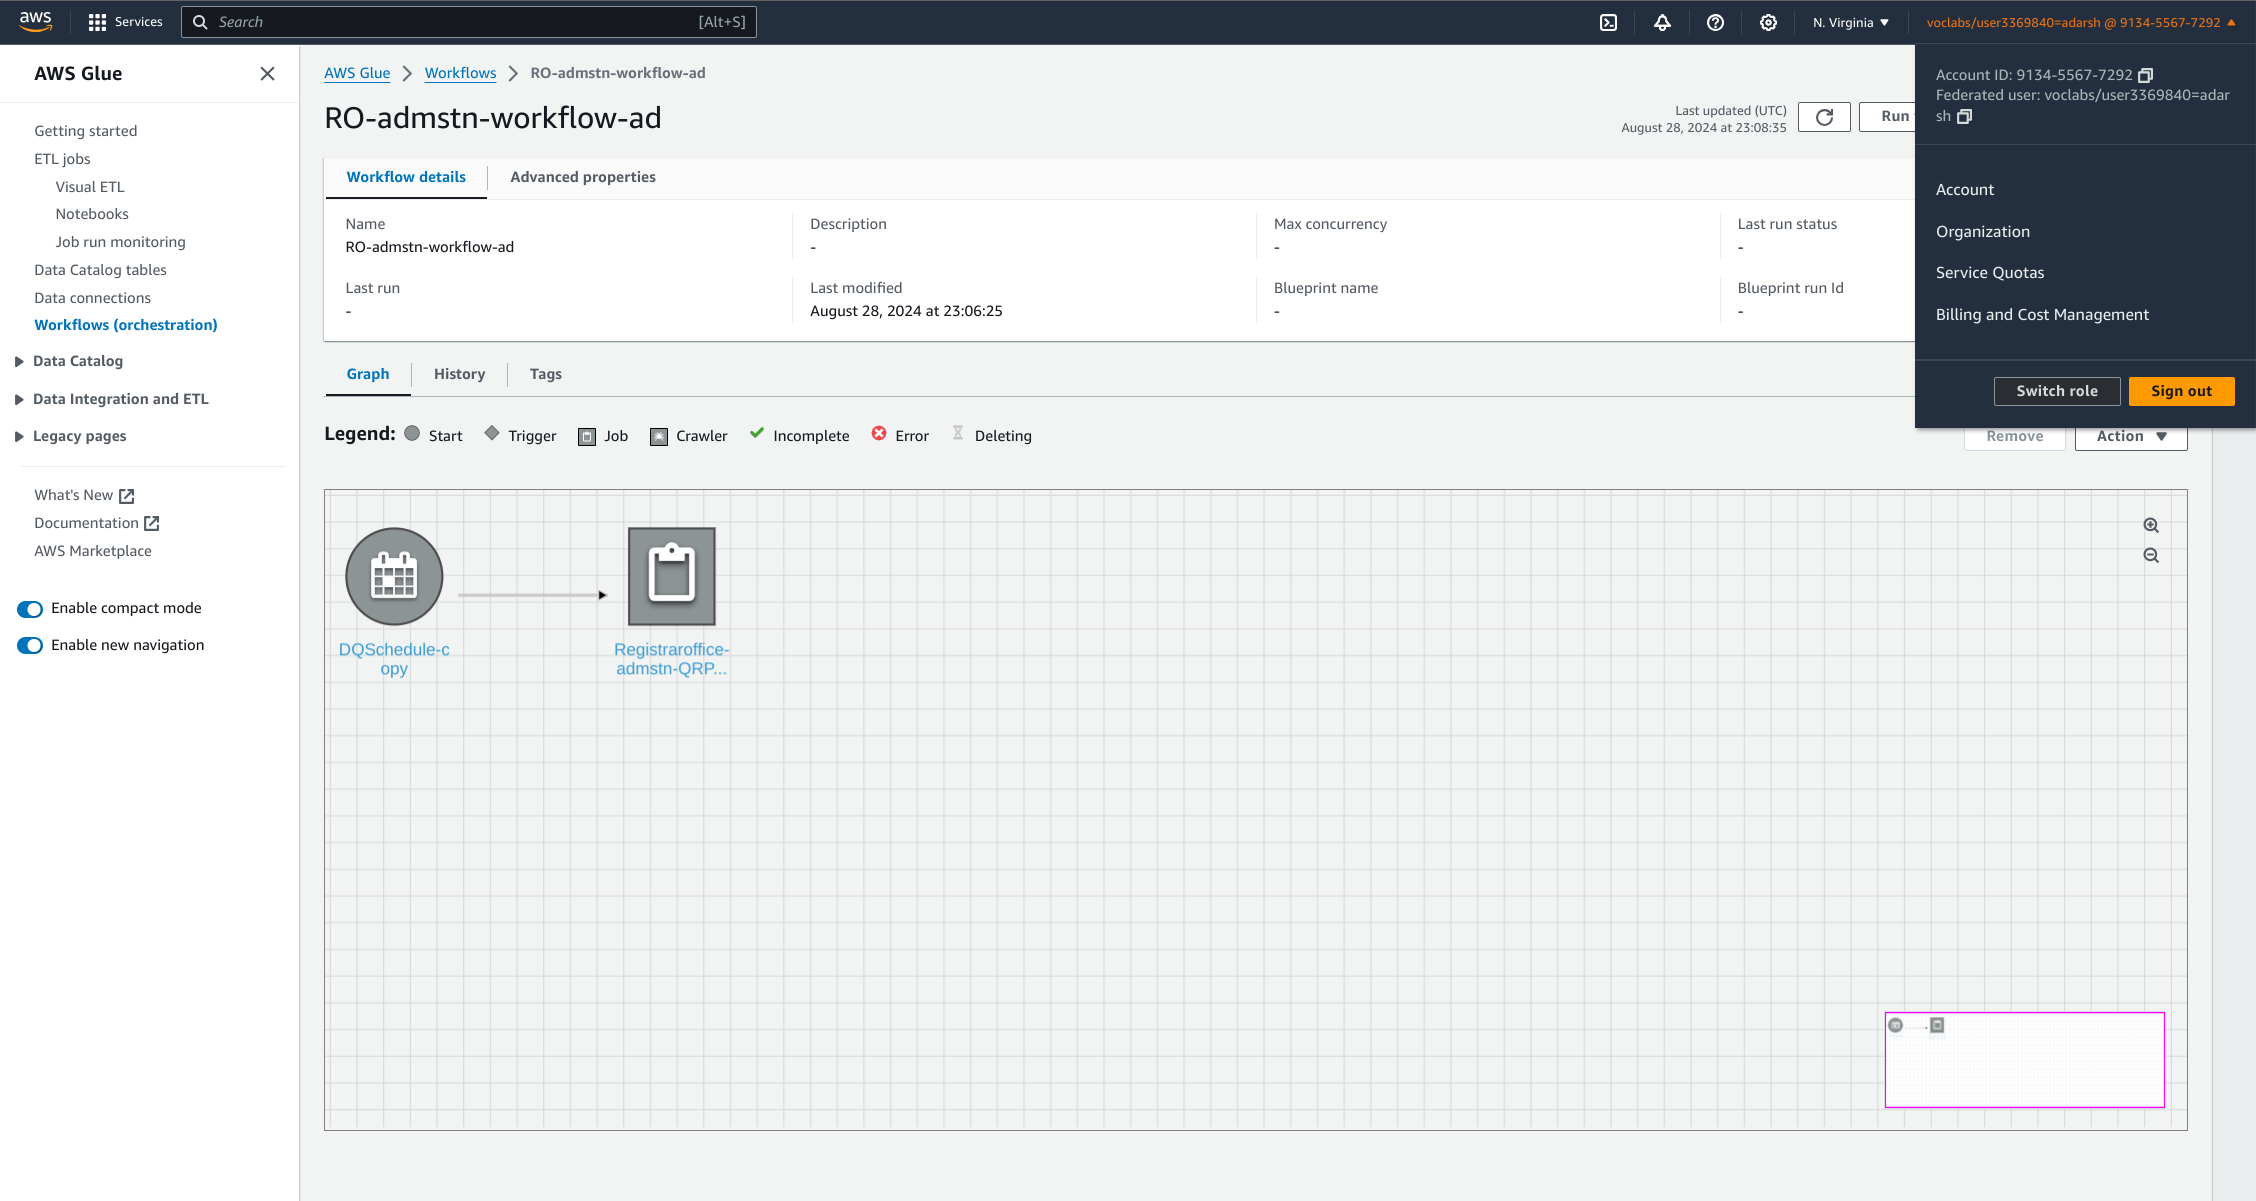 aws
Services
Search
[Alt+S]
N. Virginia
voclabs/user3369840=adarsh @ 9134-5567-7292
AWS Glue
Getting started
ETL jobs
Visual ETL
Notebooks
Job run monitoring
Data Catalog tables
Data connections
Workflows (orchestration)
Data Catalog
Data Integration and ETL
Legacy pages
What's New
Documentation
AWS Marketplace
Enable compact mode
Enable new navigation
AWS Glue > Workflows > RO-admstn-workflow-ad
RO-admstn-workflow-ad
Last updated (UTC)
August 28, 2024 at 23:08:35
Run
Workflow details
Advanced properties
Name
RO-admstn-workflow-ad
Description
-
Max concurrency
-
Last run status
-
Last run
-
Last modified
August 28, 2024 at 23:06:25
Blueprint name
-
Blueprint run Id
-
Graph
History
Tags
Legend: Start Trigger Job Crawler Incomplete Error Deleting
Remove
Action
DQSchedule-c
opy
Registraroffice-
admstn-QRP...
Account ID: 9134-5567-7292
Federated user: voclabs/user3369840=adar
sh
Account
Organization
Service Quotas
Billing and Cost Management
Switch role
Sign out